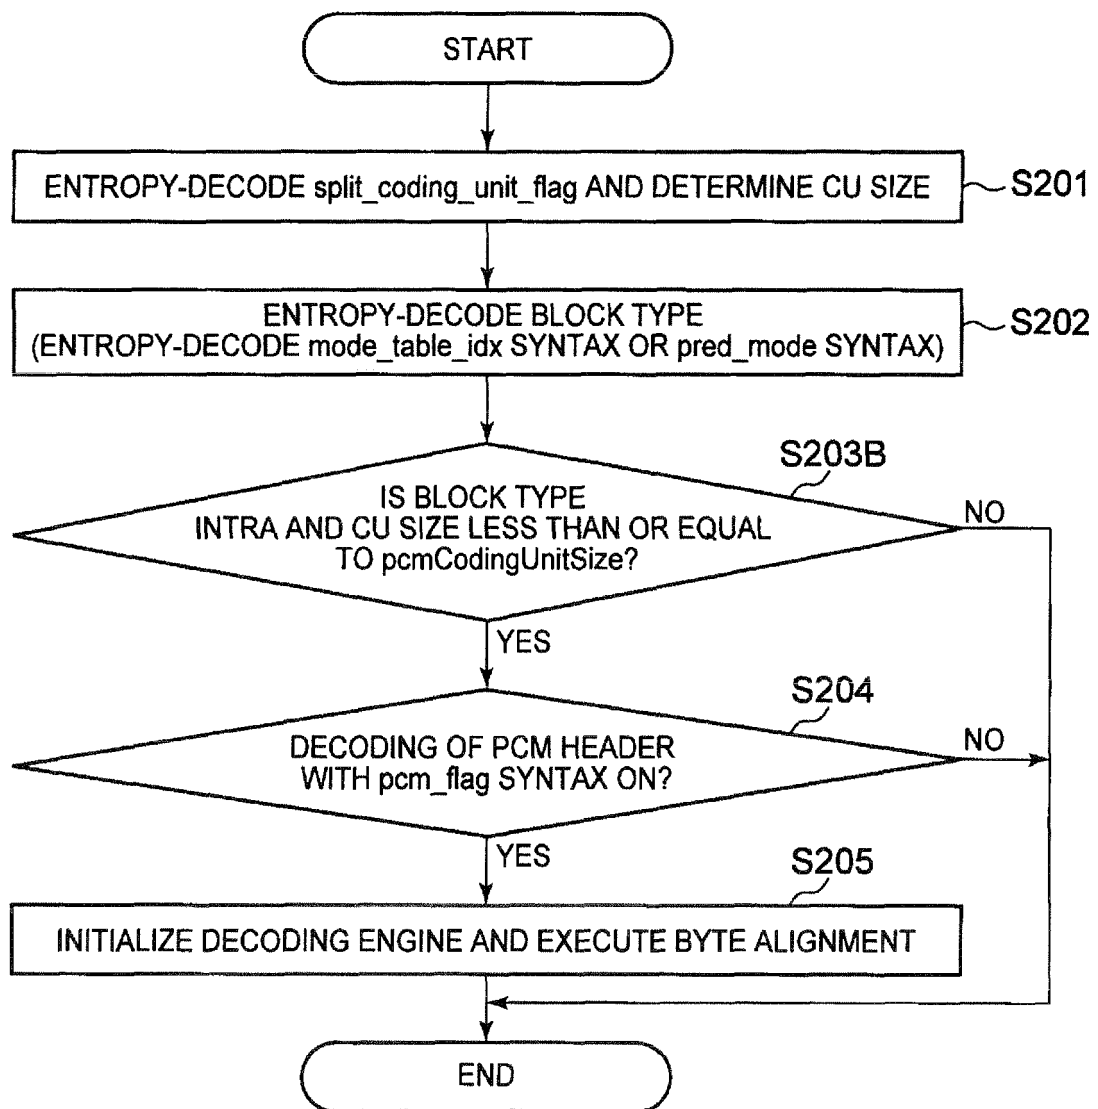 START
ENTROPY-DECODE split_coding_unit_flag AND DETERMINE CU SIZE
S201
ENTROPY-DECODE BLOCK TYPE
(ENTROPY-DECODE mode_table_idx SYNTAX OR pred_mode SYNTAX)
S202
S203B
IS BLOCK TYPE
INTRA AND CU SIZE LESS THAN OR EQUAL
TO pcmCodingUnitSize?
NO
YES
S204
DECODING OF PCM HEADER
WITH pcm_flag SYNTAX ON?
NO
YES
S205
INITIALIZE DECODING ENGINE AND EXECUTE BYTE ALIGNMENT
END